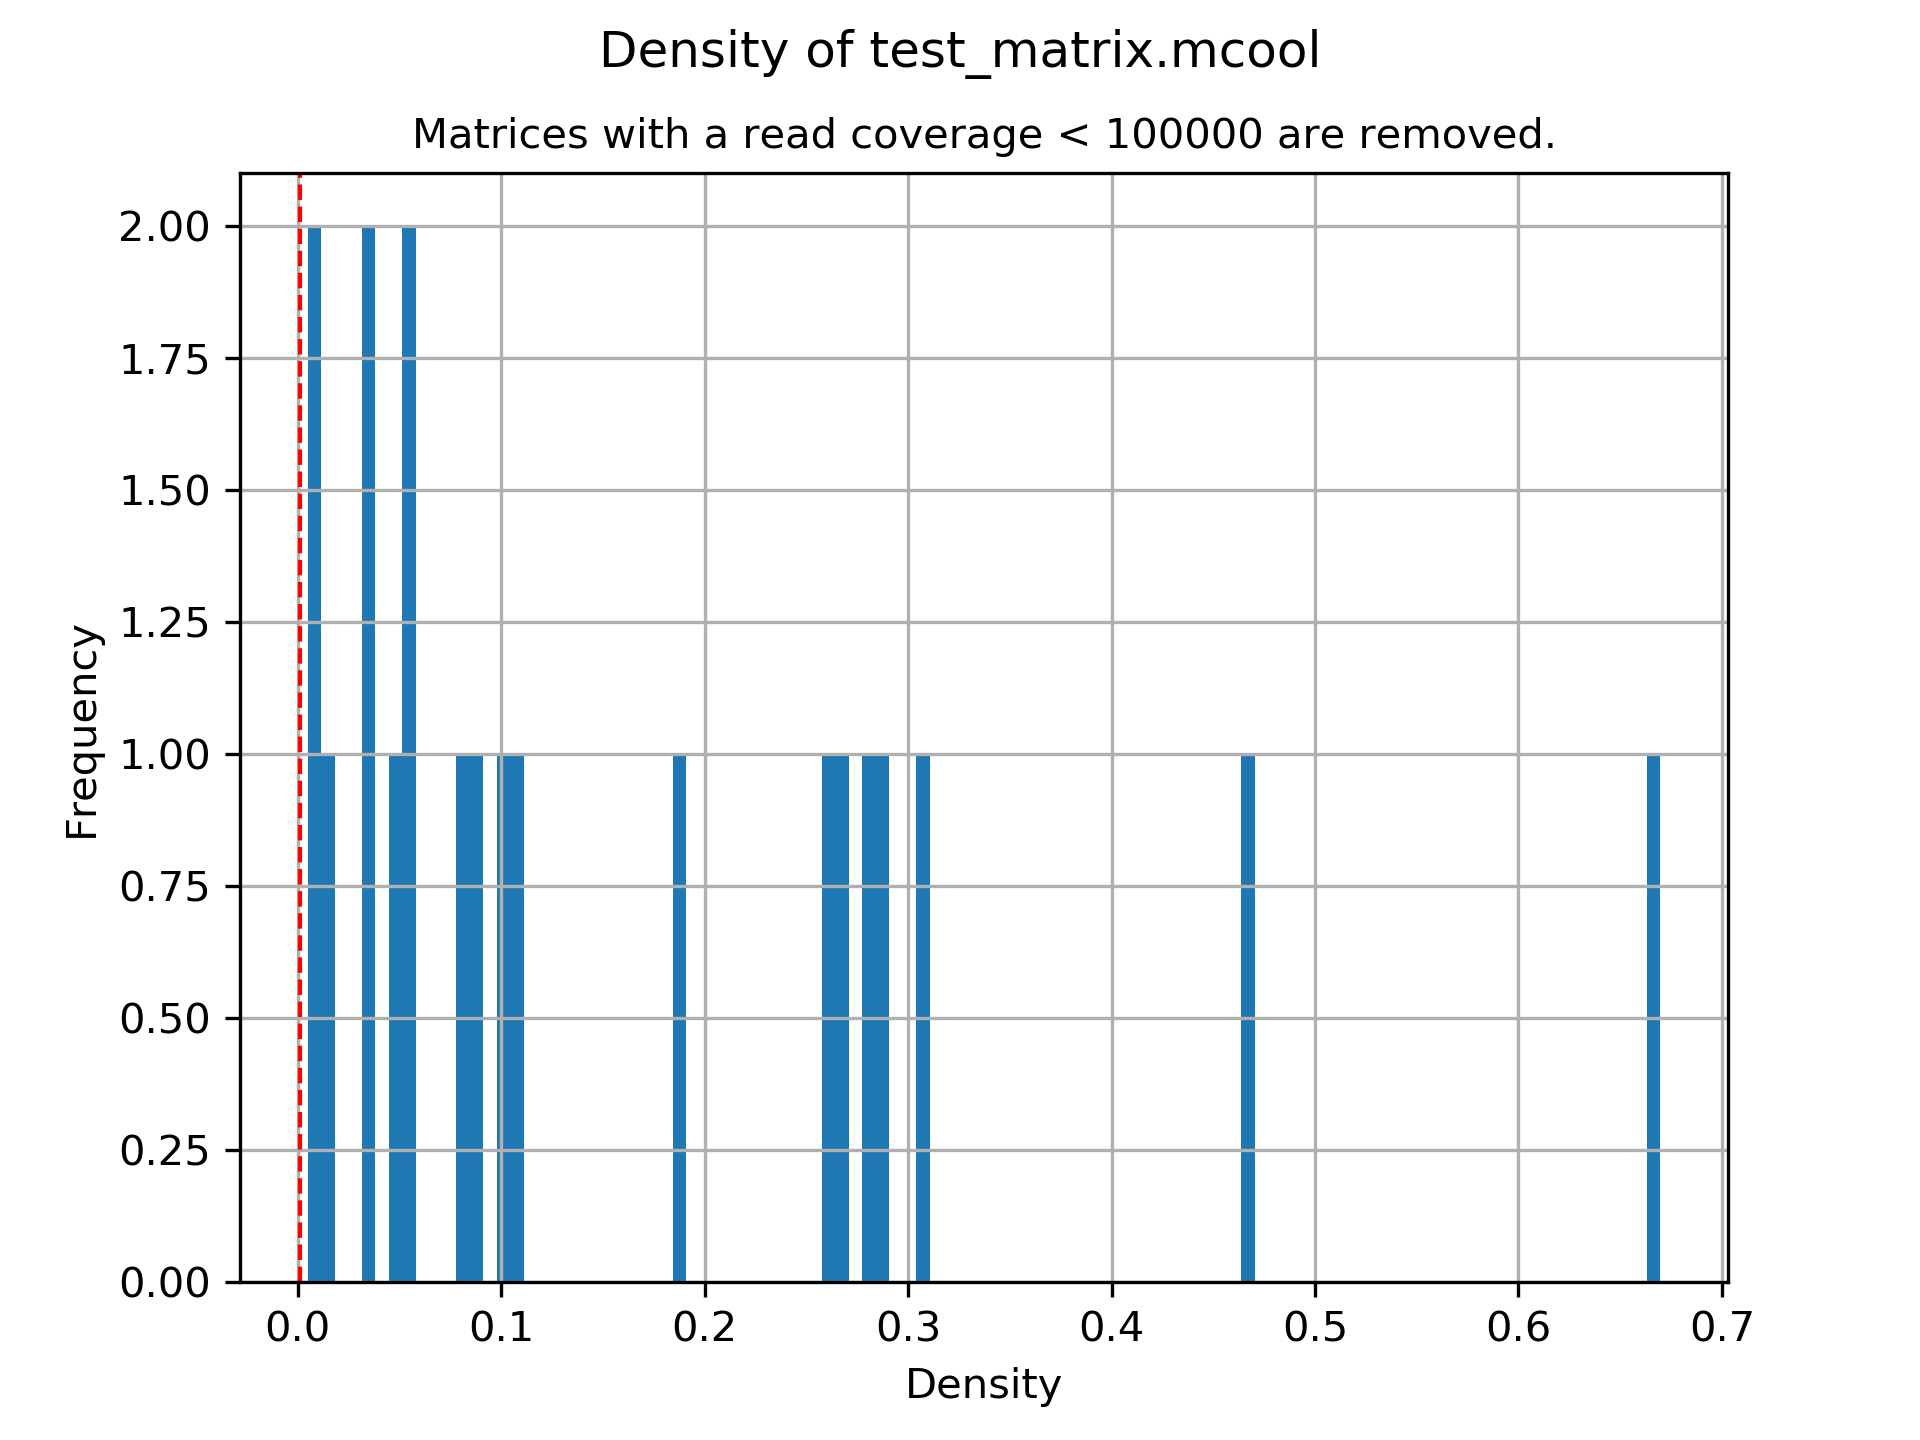 Density of test_matrix.mcool
Matrices with a read coverage < 100000 are removed.
2.00
1.75
1.50
1.25
1.00
0.75
0.50
0.25
0.00
Frequency
0.0 0.1 0.2 0.3 0.4 0.5 0.6 0.7
Density